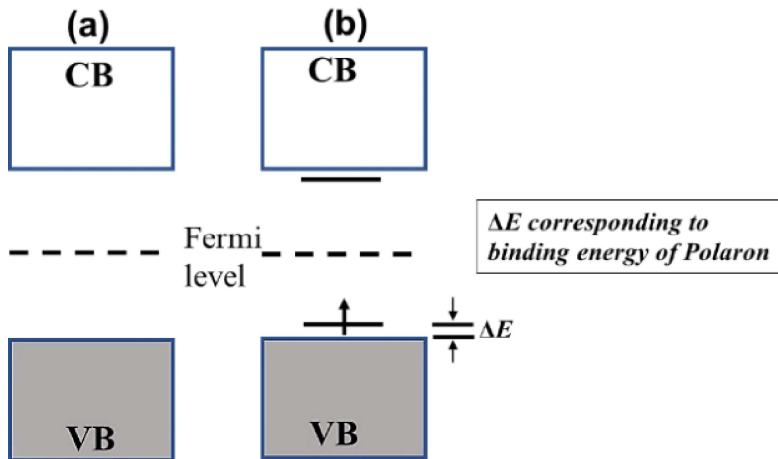 (a)
(b)
CB
CB
Fermi
level
ΔE corresponding to
binding energy of Polaron
ΔE
VB
VB